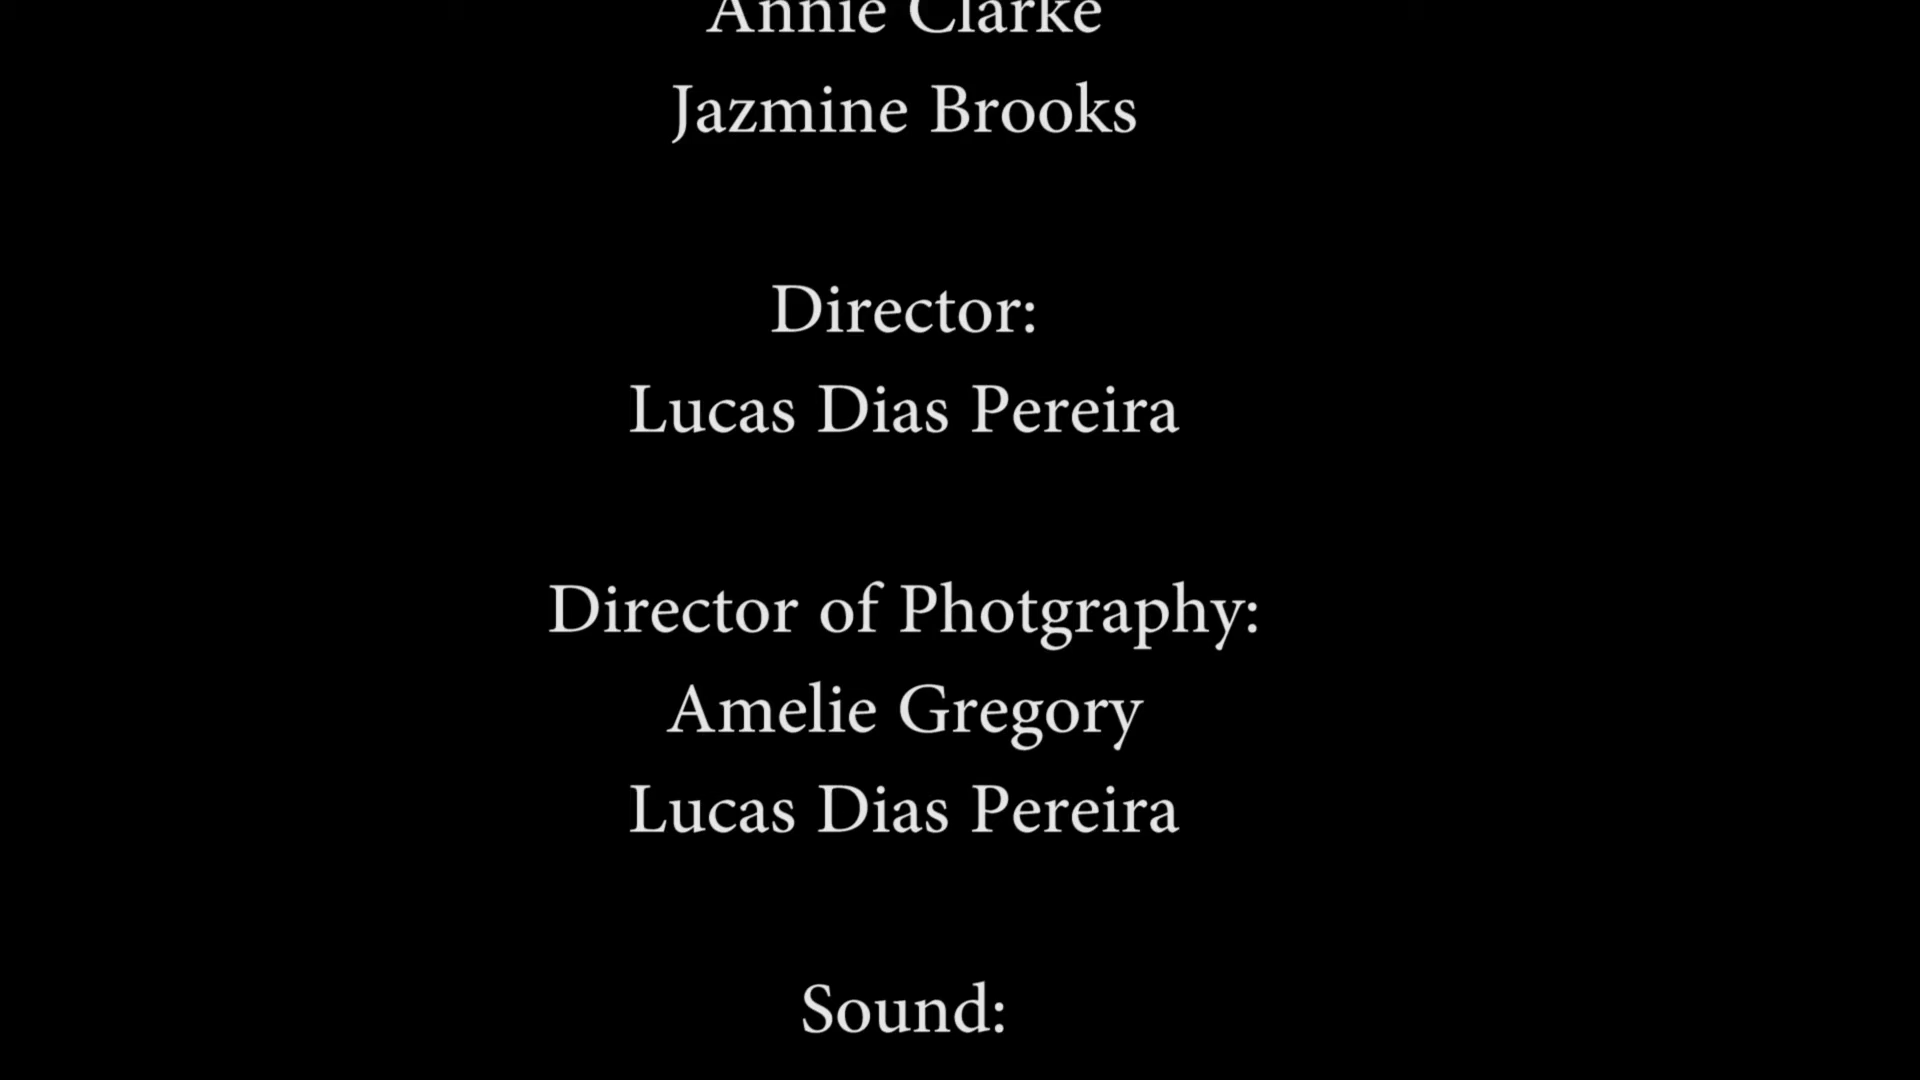 Annie Clarke
Jazmine Brooks
Director:
Lucas Dias Pereira
Director of Photgraphy:
Amelie Gregory
Lucas Dias Pereira
Sound: